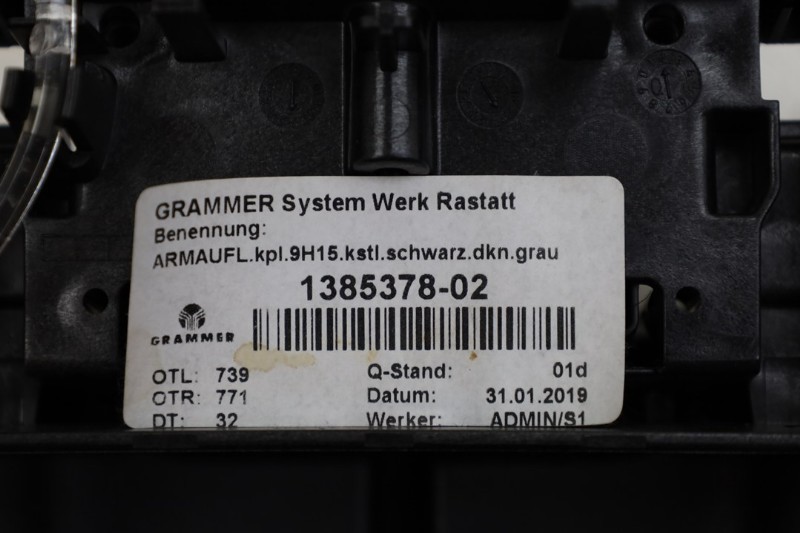 GRAMMER System Werk Rastatt
Benennung:
ARMAUFL.kpl.9H15.kstl.schwarz.dkn.grau
1385378-02
GRAMMER
OTL: 739 Q-Stand: 01d
OTR: 771 Datum: 31.01.2019
DT: 32 Werker: ADMIN/S1